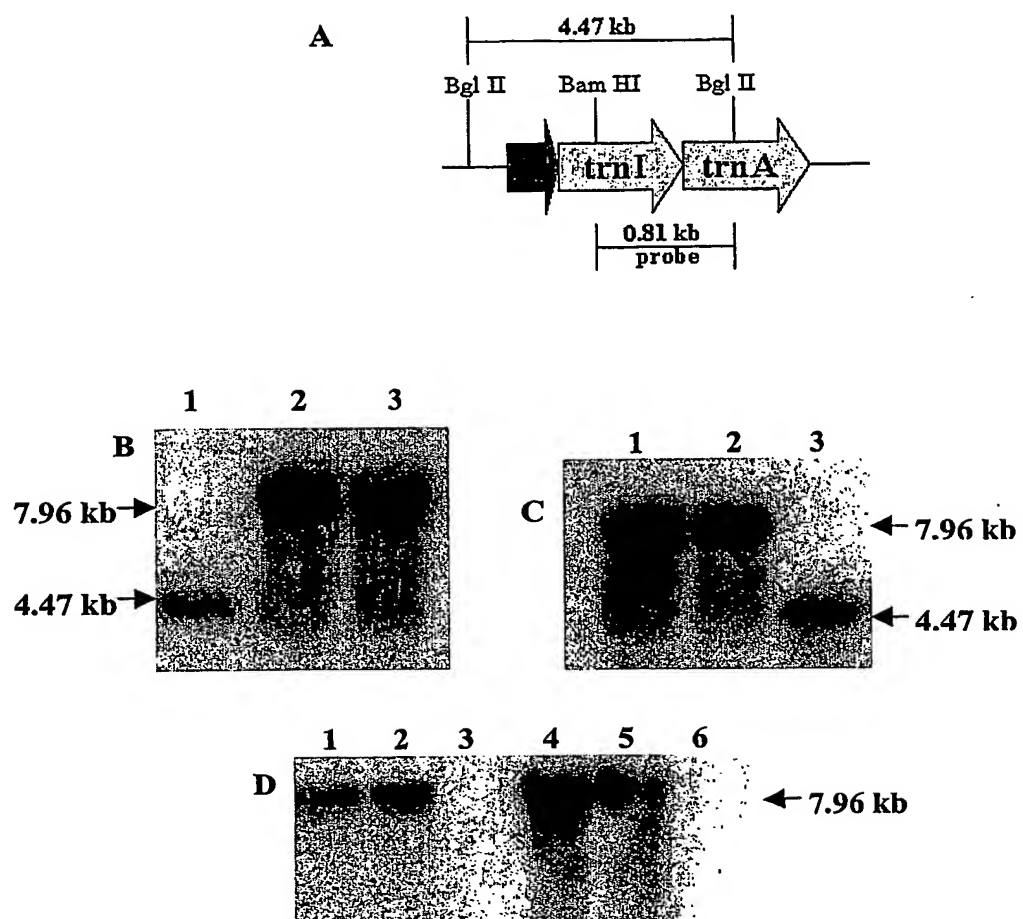 A
4.47 kb
Bgl II Bam HI Bgl II
trnI trnA
0.81 kb
probe
1 2 3
B
7.96 kb
4.47 kb
1 2 3
C
7.96 kb
4.47 kb
1 2 3 4 5 6
D
7.96 kb